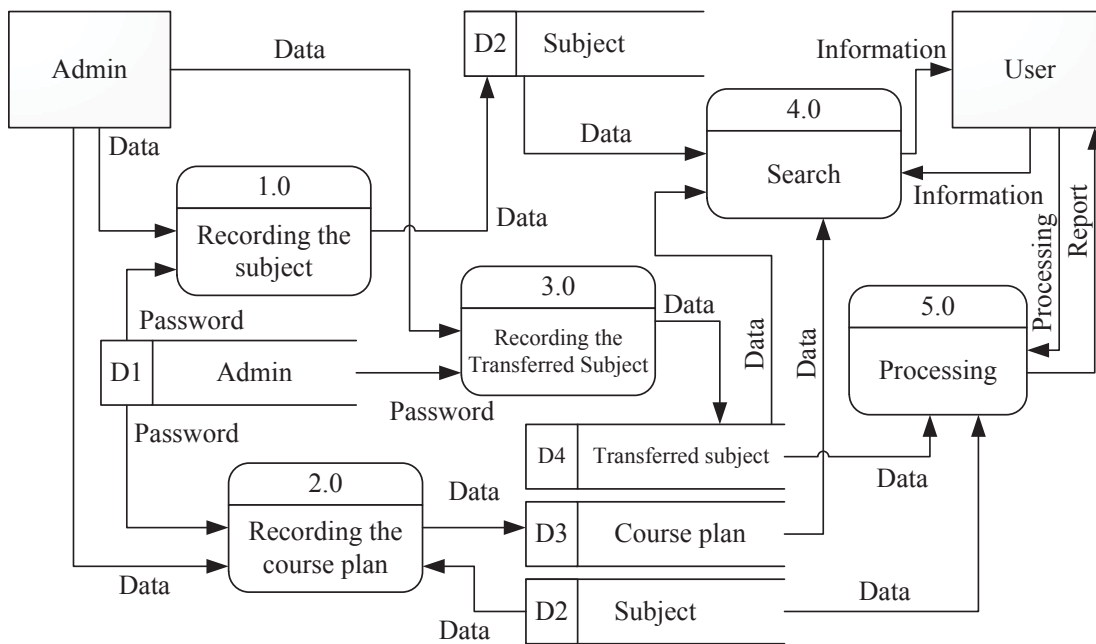 Admin
Data
D2 Subject
Information
User
Data
Data
4.0
Search
Information
1.0
Recording the
subject
Data
Processing
Report
3.0
Recording the
Transferred Subject
Data
Data
Data
5.0
Processing
Password
D1 Admin
Password
Password
D4 Transferred subject
Data
2.0
Recording the
course plan
Data
D3 Course plan
Data
D2 Subject
Data
Data